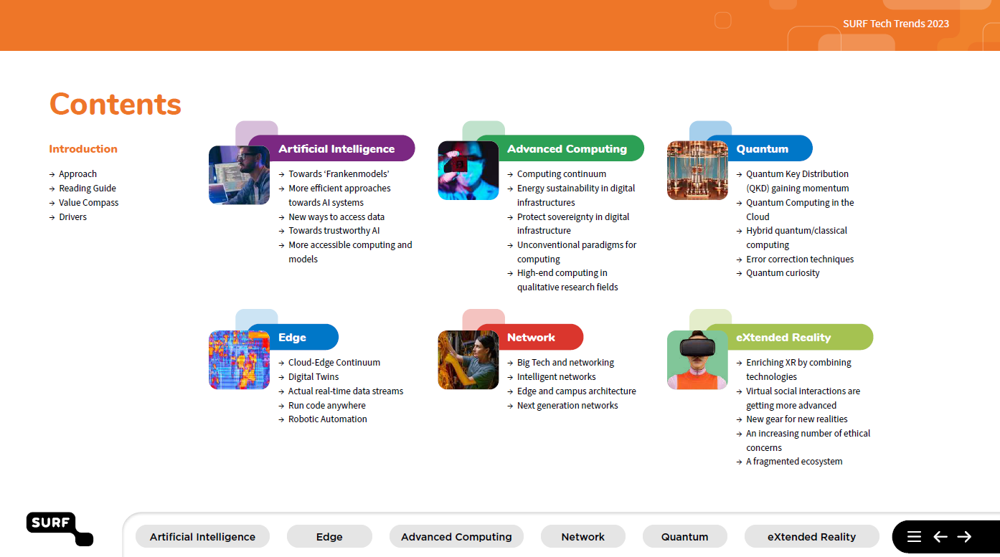 SURF Tech Trends 2023
Contents
Introduction
→ Approach
→ Reading Guide
→ Value Compass
→ Drivers
Artificial Intelligence
→ Towards ‘Frankenmodels’
→ More efficient approaches
towards AI systems
→ New ways to access data
→ Towards trustworthy AI
→ More accessible computing and
models
Advanced Computing
→ Computing continuum
→ Energy sustainability in digital
infrastructures
→ Protect sovereignty in digital
infrastructure
→ Unconventional paradigms for
computing
→ High-end computing in
qualitative research fields
Quantum
→ Quantum Key Distribution
(QKD) gaining momentum
→ Quantum Computing in the
Cloud
→ Hybrid quantum/classical
computing
→ Error correction techniques
→ Quantum curiosity
Edge
→ Cloud-Edge Continuum
→ Digital Twins
→ Actual real-time data streams
→ Run code anywhere
→ Robotic Automation
Network
→ Big Tech and networking
→ Intelligent networks
→ Edge and campus architecture
→ Next generation networks
eXtended Reality
→ Enriching XR by combining
technologies
→ Virtual social interactions are
getting more advanced
→ New gear for new realities
→ An increasing number of ethical
concerns
→ A fragmented ecosystem
SURF
Artificial Intelligence
Edge
Advanced Computing
Network
Quantum
eXtended Reality